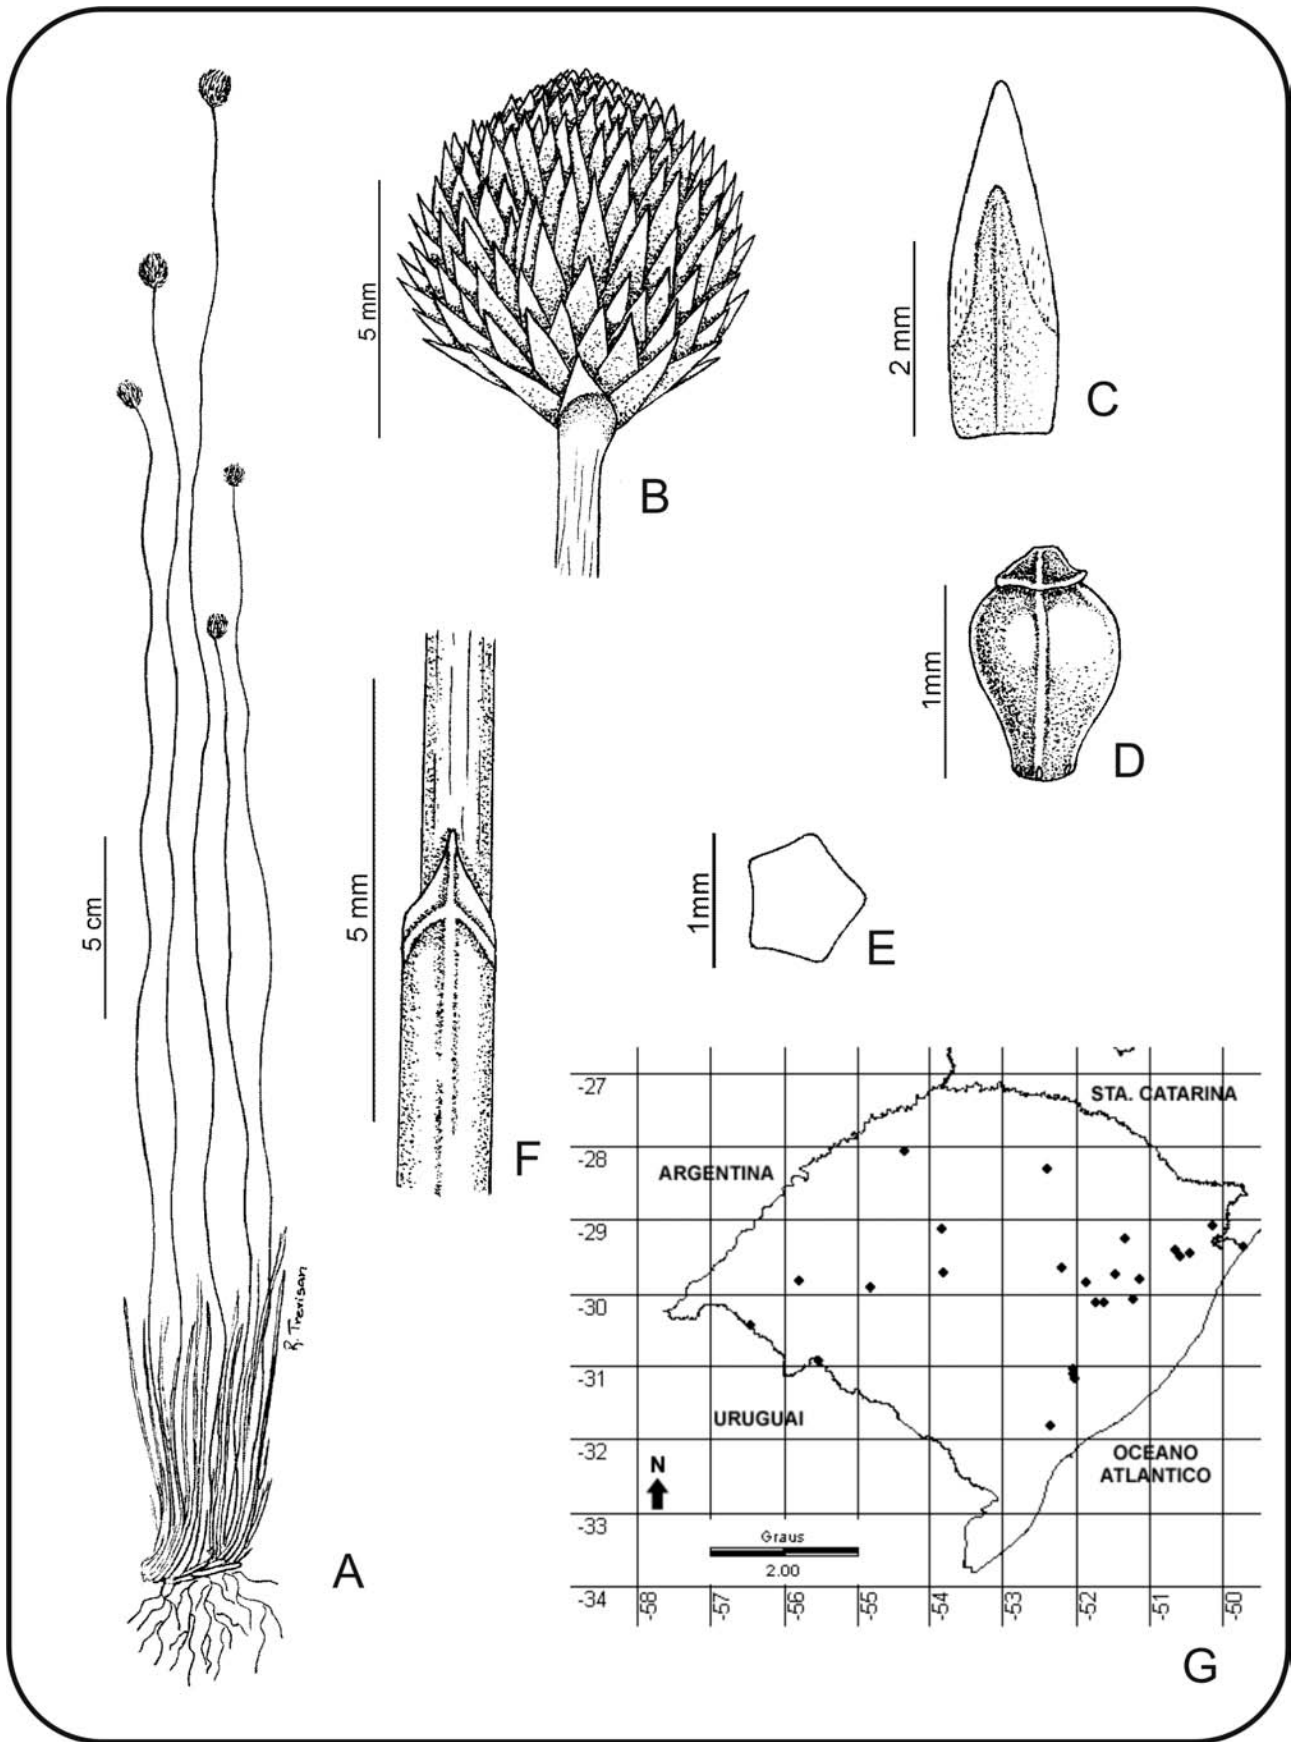 5 mm
B
2 mm
C
1mm
D
5 cm
5 mm
1mm
E
F
R. Trevisan
A
-27
-28
-29
-30
-31
-32
-33
-34
STA. CATARINA
ARGENTINA
URUGUAI
OCEANO
ATLANTICO
N
Graus
2.00
-58
-57
-56
-55
-54
-53
-52
-51
-50
G